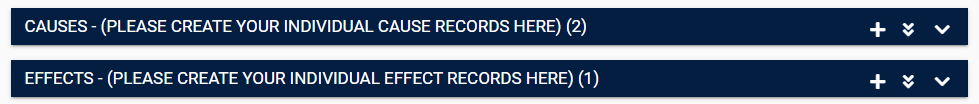 CAUSES - (PLEASE CREATE YOUR INDIVIDUAL CAUSE RECORDS HERE) (2)
EFFECTS - (PLEASE CREATE YOUR INDIVIDUAL EFFECT RECORDS HERE) (1)